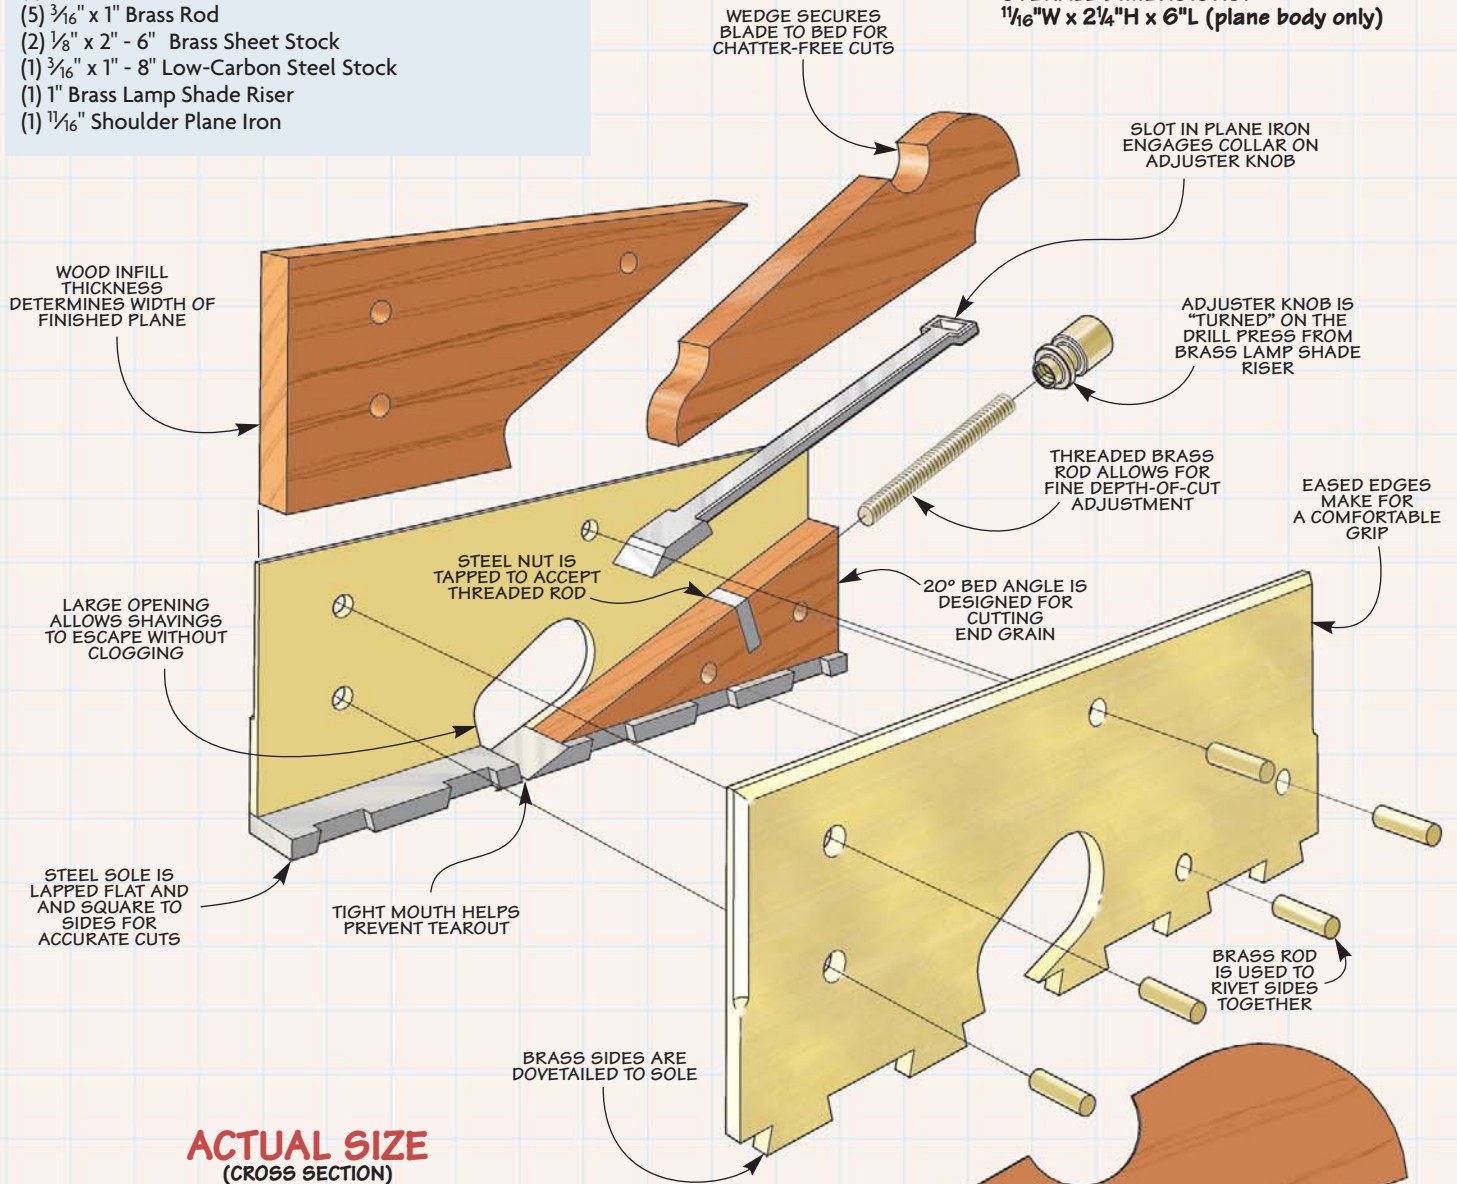 (5) 3/16" x 1" Brass Rod
(2) 1/8" x 2" - 6" Brass Sheet Stock
(1) 3/16" x 1" - 8" Low-Carbon Steel Stock
(1) 1" Brass Lamp Shade Riser
(1) 11/16" Shoulder Plane Iron
11/16"W x 2 1/4"H x 6"L (plane body only)
WEDGE SECURES
BLADE TO BED FOR
CHATTER-FREE CUTS
SLOT IN PLANE IRON
ENGAGES COLLAR ON
ADJUSTER KNOB
WOOD INFILL
THICKNESS
DETERMINES WIDTH OF
FINISHED PLANE
ADJUSTER KNOB IS
"TURNED" ON THE
DRILL PRESS FROM
BRASS LAMP SHADE
RISER
THREADED BRASS
ROD ALLOWS FOR
FINE DEPTH-OF-CUT
ADJUSTMENT
EASED EDGES
MAKE FOR
A COMFORTABLE
GRIP
STEEL NUT IS
TAPPED TO ACCEPT
THREADED ROD
20° BED ANGLE IS
DESIGNED FOR
CUTTING
END GRAIN
LARGE OPENING
ALLOWS SHAVINGS
TO ESCAPE WITHOUT
CLOGGING
STEEL SOLE IS
LAPPED FLAT AND
AND SQUARE TO
SIDES FOR
ACCURATE CUTS
TIGHT MOUTH HELPS
PREVENT TEAROUT
BRASS ROD
IS USED TO
RIVET SIDES
TOGETHER
BRASS SIDES ARE
DOVETAILED TO SOLE
ACTUAL SIZE
(CROSS SECTION)